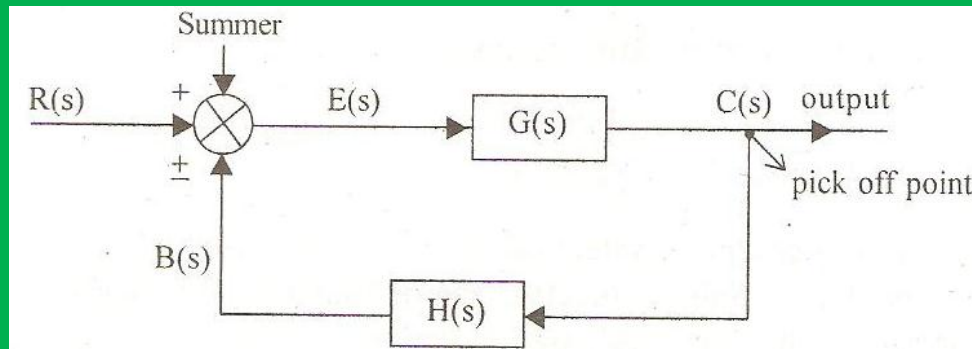 Summer
R(s)
+
E(s)
G(s)
C(s)
output
±
pick off point
B(s)
H(s)